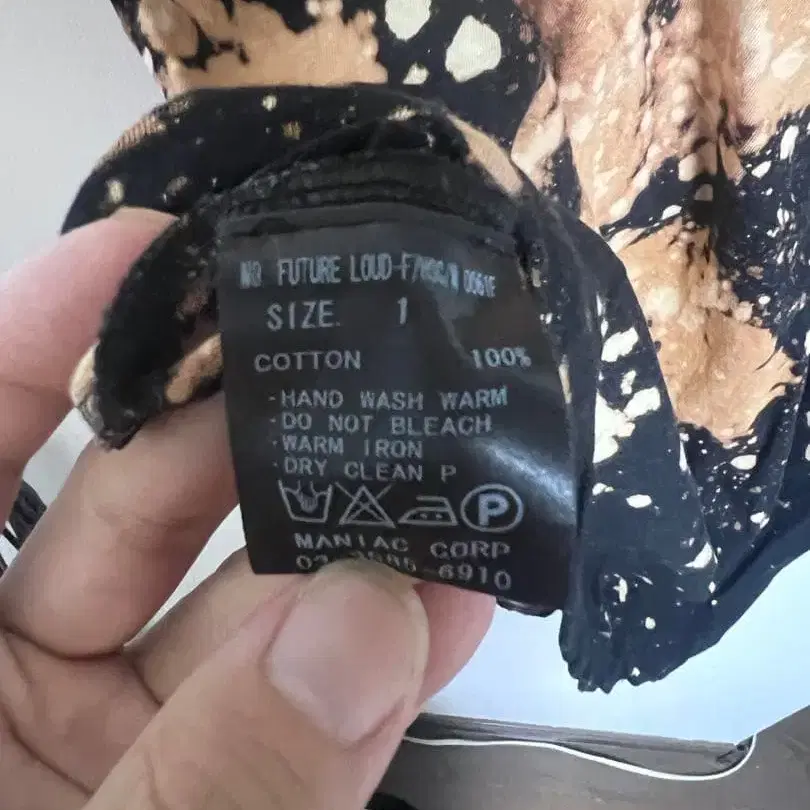 NO FUTURE LOUD-F
SIZE. 1
COTTON 100%
·HAND WASH WARM
·DO NOT BLEACH
·WARM IRON
·DRY CLEAN P
P
MANIAC CORP
-6910